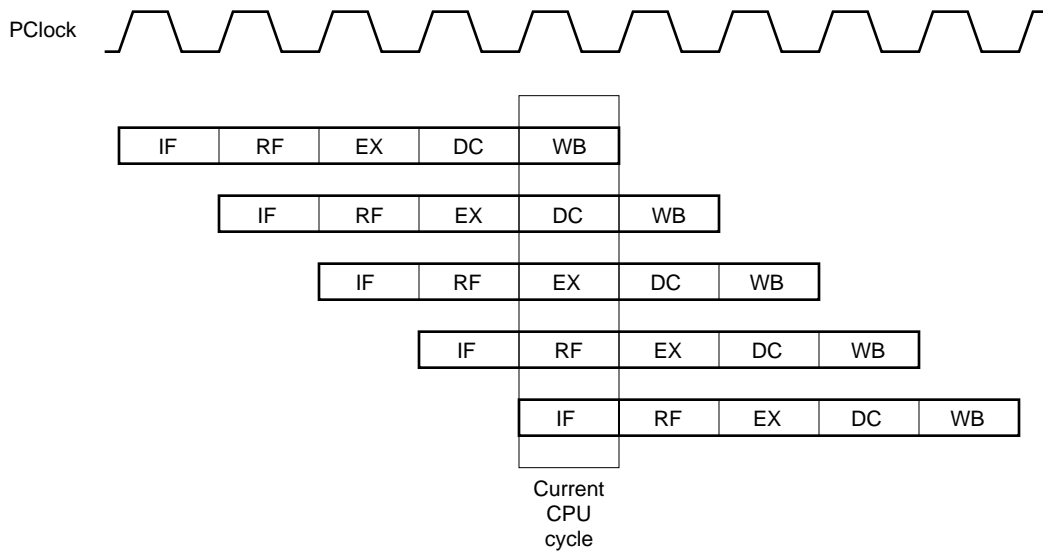 PClock
IF RF EX DC WB
IF RF EX DC WB
IF RF EX DC WB
IF RF EX DC WB
IF RF EX DC WB
Current
CPU
cycle